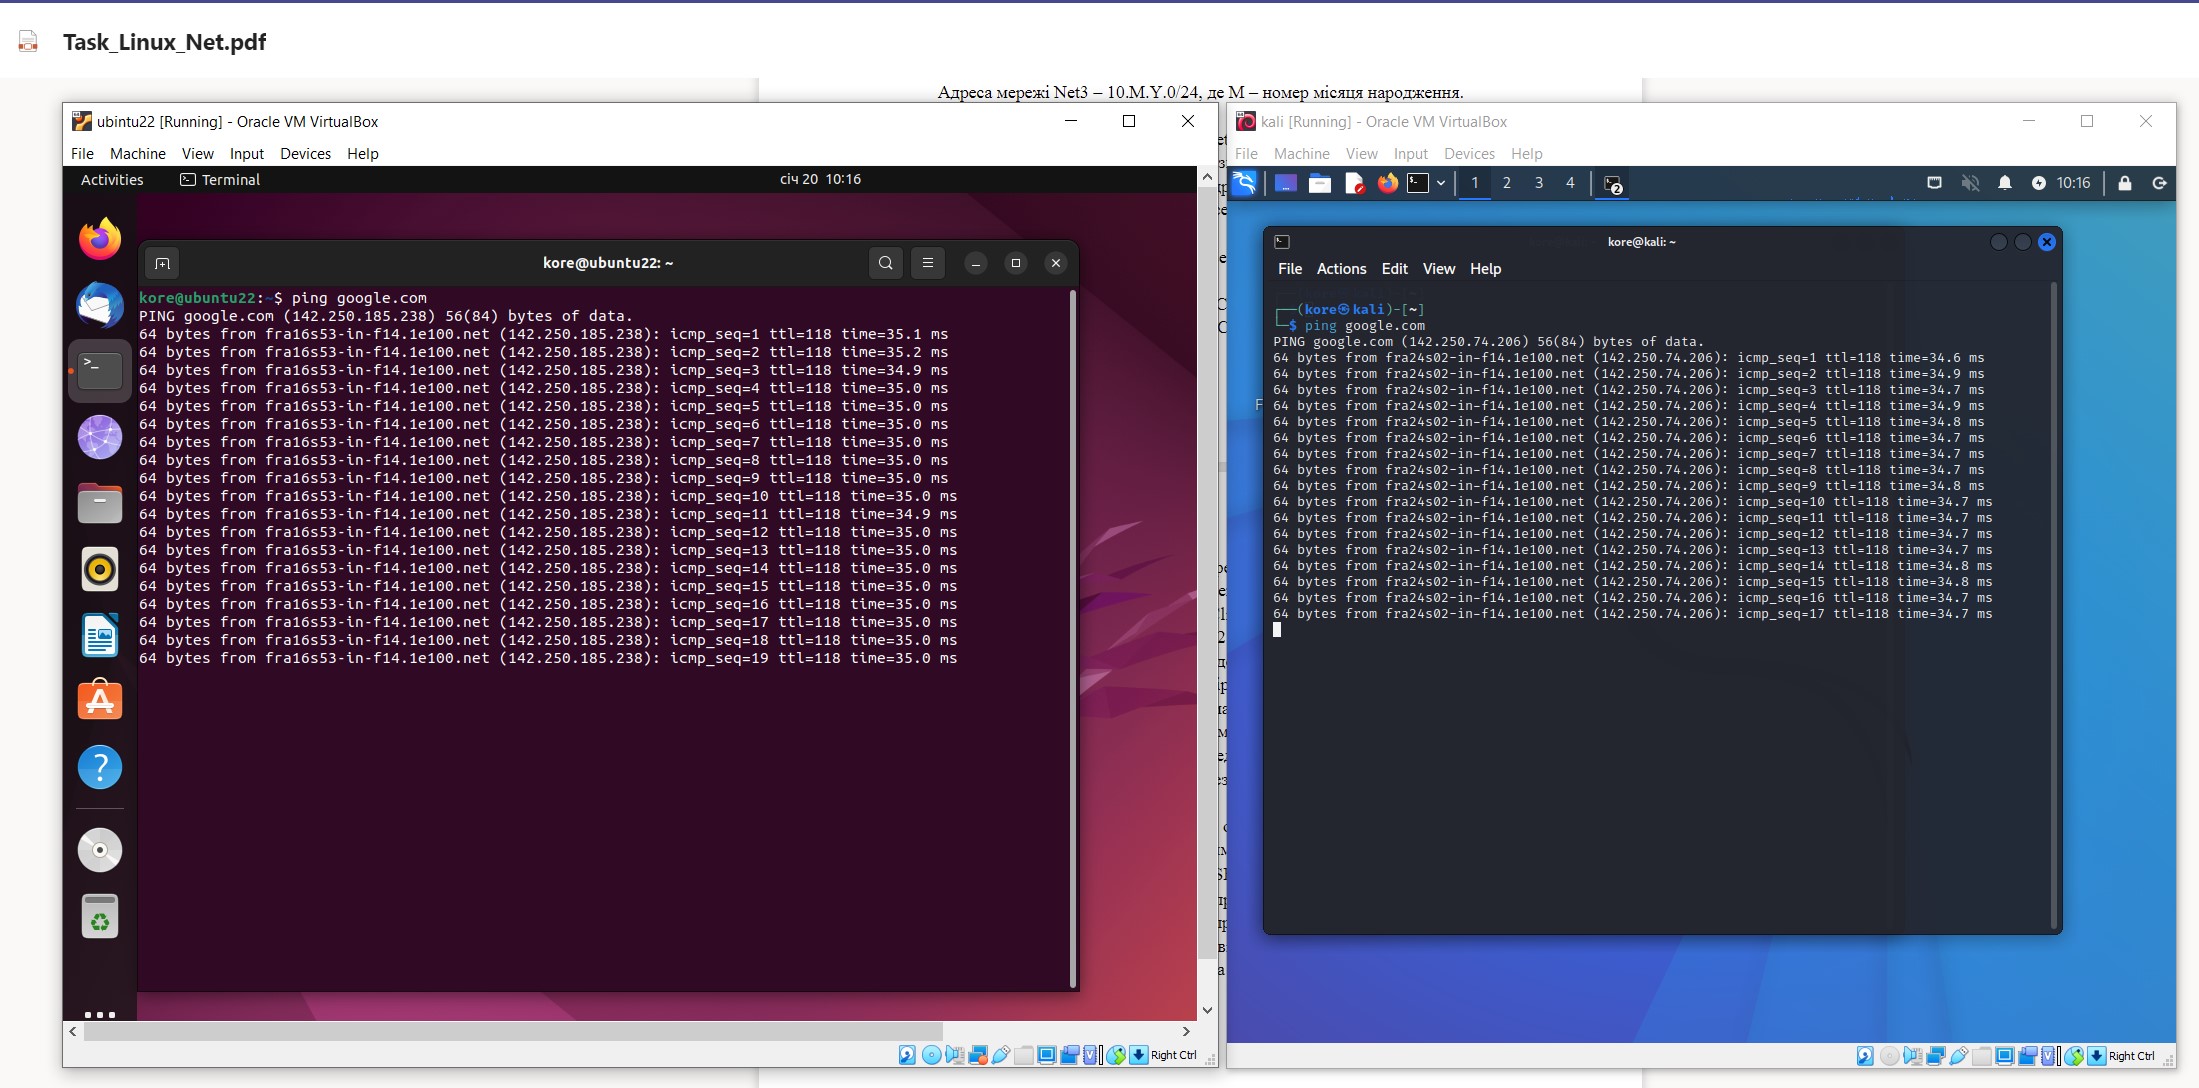 Task_Linux_Net.pdf
Адреса мережі Net3 – 10.M.Y.0/24, де M – номер місяця народження.
ubintu22 [Running] - Oracle VM VirtualBox
File Machine View Input Devices Help
Activities Terminal січ 20 10:16
kore@ubuntu22: ~
kore@ubuntu22:~$ ping google.com
PING google.com (142.250.185.238) 56(84) bytes of data.
64 bytes from fra16s53-in-f14.1e100.net (142.250.185.238): icmp_seq=1 ttl=118 time=35.1 ms
64 bytes from fra16s53-in-f14.1e100.net (142.250.185.238): icmp_seq=2 ttl=118 time=35.2 ms
64 bytes from fra16s53-in-f14.1e100.net (142.250.185.238): icmp_seq=3 ttl=118 time=34.9 ms
64 bytes from fra16s53-in-f14.1e100.net (142.250.185.238): icmp_seq=4 ttl=118 time=35.0 ms
64 bytes from fra16s53-in-f14.1e100.net (142.250.185.238): icmp_seq=5 ttl=118 time=35.0 ms
64 bytes from fra16s53-in-f14.1e100.net (142.250.185.238): icmp_seq=6 ttl=118 time=35.0 ms
64 bytes from fra16s53-in-f14.1e100.net (142.250.185.238): icmp_seq=7 ttl=118 time=35.0 ms
64 bytes from fra16s53-in-f14.1e100.net (142.250.185.238): icmp_seq=8 ttl=118 time=35.0 ms
64 bytes from fra16s53-in-f14.1e100.net (142.250.185.238): icmp_seq=9 ttl=118 time=35.0 ms
64 bytes from fra16s53-in-f14.1e100.net (142.250.185.238): icmp_seq=10 ttl=118 time=35.0 ms
64 bytes from fra16s53-in-f14.1e100.net (142.250.185.238): icmp_seq=11 ttl=118 time=34.9 ms
64 bytes from fra16s53-in-f14.1e100.net (142.250.185.238): icmp_seq=12 ttl=118 time=35.0 ms
64 bytes from fra16s53-in-f14.1e100.net (142.250.185.238): icmp_seq=13 ttl=118 time=35.0 ms
64 bytes from fra16s53-in-f14.1e100.net (142.250.185.238): icmp_seq=14 ttl=118 time=35.0 ms
64 bytes from fra16s53-in-f14.1e100.net (142.250.185.238): icmp_seq=15 ttl=118 time=35.0 ms
64 bytes from fra16s53-in-f14.1e100.net (142.250.185.238): icmp_seq=16 ttl=118 time=35.0 ms
64 bytes from fra16s53-in-f14.1e100.net (142.250.185.238): icmp_seq=17 ttl=118 time=35.0 ms
64 bytes from fra16s53-in-f14.1e100.net (142.250.185.238): icmp_seq=18 ttl=118 time=35.0 ms
64 bytes from fra16s53-in-f14.1e100.net (142.250.185.238): icmp_seq=19 ttl=118 time=35.0 ms
Right Ctrl
kali [Running] - Oracle VM VirtualBox
File Machine View Input Devices Help
1 2 3 4 2 10:16
kore@kali: ~
File Actions Edit View Help
┌──(kore㉿kali)-[~]
└─$ ping google.com
PING google.com (142.250.74.206) 56(84) bytes of data.
64 bytes from fra24s02-in-f14.1e100.net (142.250.74.206): icmp_seq=1 ttl=118 time=34.6 ms
64 bytes from fra24s02-in-f14.1e100.net (142.250.74.206): icmp_seq=2 ttl=118 time=34.9 ms
64 bytes from fra24s02-in-f14.1e100.net (142.250.74.206): icmp_seq=3 ttl=118 time=34.7 ms
64 bytes from fra24s02-in-f14.1e100.net (142.250.74.206): icmp_seq=4 ttl=118 time=34.9 ms
64 bytes from fra24s02-in-f14.1e100.net (142.250.74.206): icmp_seq=5 ttl=118 time=34.8 ms
64 bytes from fra24s02-in-f14.1e100.net (142.250.74.206): icmp_seq=6 ttl=118 time=34.7 ms
64 bytes from fra24s02-in-f14.1e100.net (142.250.74.206): icmp_seq=7 ttl=118 time=34.7 ms
64 bytes from fra24s02-in-f14.1e100.net (142.250.74.206): icmp_seq=8 ttl=118 time=34.7 ms
64 bytes from fra24s02-in-f14.1e100.net (142.250.74.206): icmp_seq=9 ttl=118 time=34.8 ms
64 bytes from fra24s02-in-f14.1e100.net (142.250.74.206): icmp_seq=10 ttl=118 time=34.7 ms
64 bytes from fra24s02-in-f14.1e100.net (142.250.74.206): icmp_seq=11 ttl=118 time=34.7 ms
64 bytes from fra24s02-in-f14.1e100.net (142.250.74.206): icmp_seq=12 ttl=118 time=34.7 ms
64 bytes from fra24s02-in-f14.1e100.net (142.250.74.206): icmp_seq=13 ttl=118 time=34.7 ms
64 bytes from fra24s02-in-f14.1e100.net (142.250.74.206): icmp_seq=14 ttl=118 time=34.8 ms
64 bytes from fra24s02-in-f14.1e100.net (142.250.74.206): icmp_seq=15 ttl=118 time=34.8 ms
64 bytes from fra24s02-in-f14.1e100.net (142.250.74.206): icmp_seq=16 ttl=118 time=34.7 ms
64 bytes from fra24s02-in-f14.1e100.net (142.250.74.206): icmp_seq=17 ttl=118 time=34.7 ms
Right Ctrl